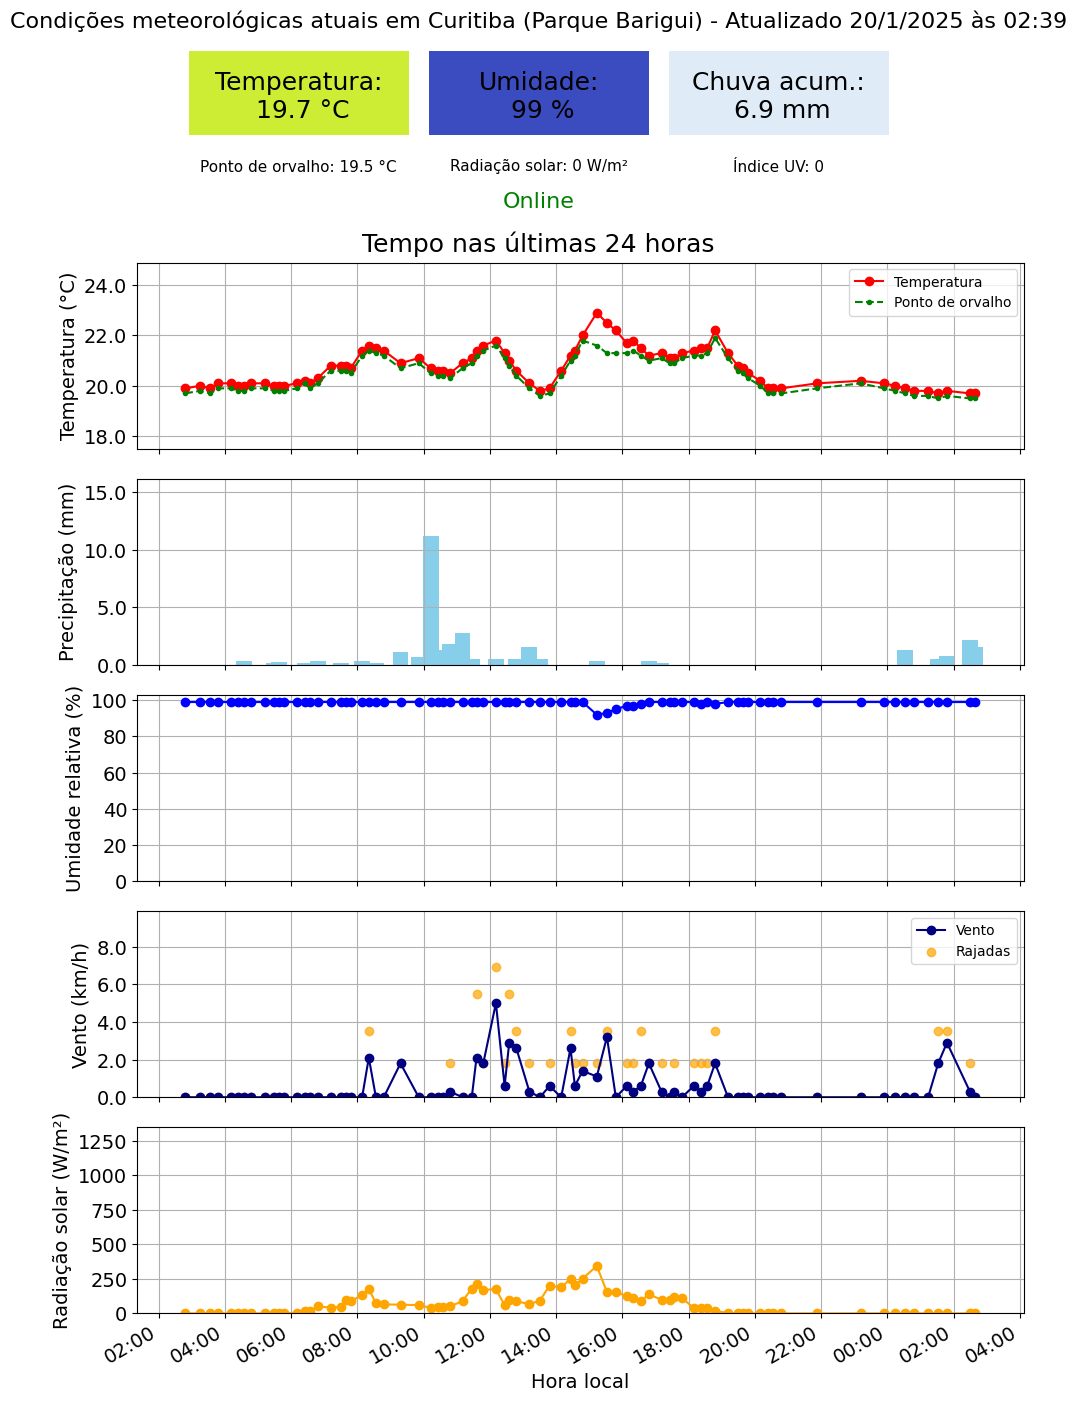 Condições meteorológicas atuais em Curitiba (Parque Barigui) - Atualizado 20/1/2025 às 02:39
Temperatura:
19.7 °C
Umidade:
99 %
Chuva acum.:
6.9 mm
Ponto de orvalho: 19.5 °C
Radiação solar: 0 W/m²
Índice UV: 0
Online
Tempo nas últimas 24 horas
Temperatura (°C)
24.0
22.0
20.0
18.0
Temperatura
Ponto de orvalho
Precipitação (mm)
15.0
10.0
5.0
0.0
Umidade relativa (%)
100
80
60
40
20
0
Vento (km/h)
8.0
6.0
4.0
2.0
0.0
Vento
Rajadas
Radiação solar (W/m²)
1250
1000
750
500
250
0
02:00
04:00
06:00
08:00
10:00
12:00
14:00
16:00
18:00
20:00
22:00
00:00
02:00
04:00
Hora local